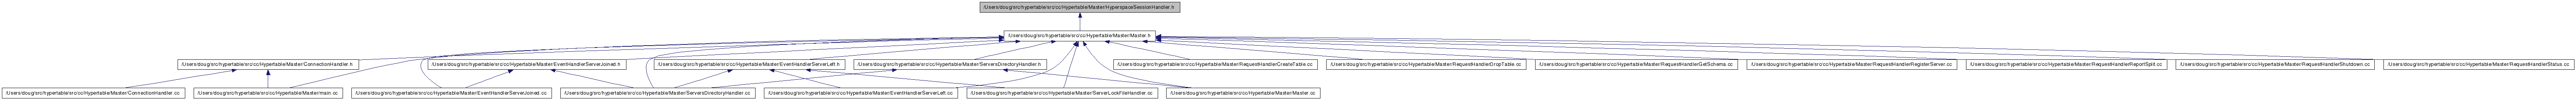 /Users/doug/src/hypertable/src/cc/Hypertable/Master/HyperspaceSessionHandler.h
/Users/doug/src/hypertable/src/cc/Hypertable/Master/Master.h
/Users/doug/src/hypertable/src/cc/Hypertable/Master/ConnectionHandler.h
/Users/doug/src/hypertable/src/cc/Hypertable/Master/EventHandlerServerJoined.h
/Users/doug/src/hypertable/src/cc/Hypertable/Master/EventHandlerServerLeft.h
/Users/doug/src/hypertable/src/cc/Hypertable/Master/ServersDirectoryHandler.h
/Users/doug/src/hypertable/src/cc/Hypertable/Master/RequestHandlerCreateTable.cc
/Users/doug/src/hypertable/src/cc/Hypertable/Master/RequestHandlerDropTable.cc
/Users/doug/src/hypertable/src/cc/Hypertable/Master/RequestHandlerGetSchema.cc
/Users/doug/src/hypertable/src/cc/Hypertable/Master/RequestHandlerRegisterServer.cc
/Users/doug/src/hypertable/src/cc/Hypertable/Master/RequestHandlerReportSplit.cc
/Users/doug/src/hypertable/src/cc/Hypertable/Master/RequestHandlerShutdown.cc
/Users/doug/src/hypertable/src/cc/Hypertable/Master/RequestHandlerStatus.cc
/Users/doug/src/hypertable/src/cc/Hypertable/Master/ConnectionHandler.cc
/Users/doug/src/hypertable/src/cc/Hypertable/Master/main.cc
/Users/doug/src/hypertable/src/cc/Hypertable/Master/EventHandlerServerJoined.cc
/Users/doug/src/hypertable/src/cc/Hypertable/Master/ServersDirectoryHandler.cc
/Users/doug/src/hypertable/src/cc/Hypertable/Master/EventHandlerServerLeft.cc
/Users/doug/src/hypertable/src/cc/Hypertable/Master/ServerLockFileHandler.cc
/Users/doug/src/hypertable/src/cc/Hypertable/Master/Master.cc